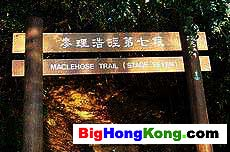 麥理浩徑第七段
MACLEHOSE TRAIL (STAGE SEVEN)
BigHongKong.com